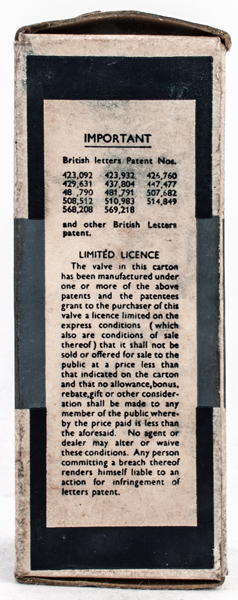 IMPORTANT
British letters Patent Nos.
423,092 423,932 426,760
429,631 437,804 447,477
48 ,790 481,791 507,682
508,512 510,983 514,849
568,208 569,218
and other British Letters
patent.
LIMITED LICENCE
The valve in this carton
has been manufactured under
one or more of the above
patents and the patentees
grant to the purchaser of this
valve a licence limited on the
express conditions (which
also are conditions of sale
thereof) that it shall not be
sold or offered for sale to the
public at a price less than
that indicated on the carton
and that no allowance, bonus,
rebate, gift or other consider-
ation shall be made to any
member of the public where-
by the price paid is less than
the aforesaid. No agent or
dealer may alter or waive
these conditions. Any person
committing a breach thereof
renders himself liable to an
action for infringement of
letters patent.